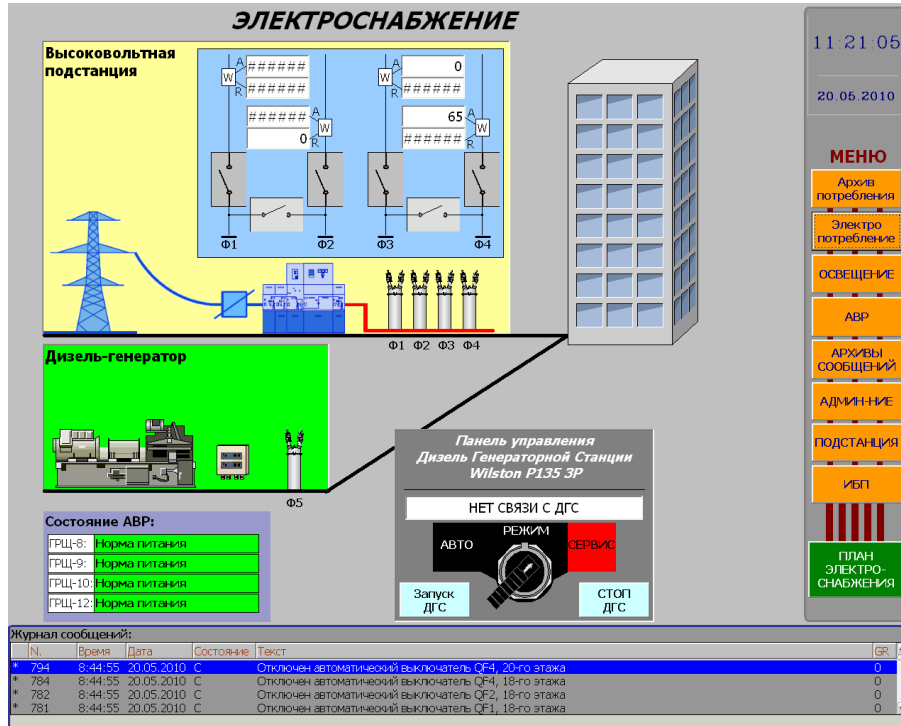 ЭЛЕКТРОСНАБЖЕНИЕ
11:21:05
20.05.2010
Высоковольтная
подстанция
A
######
W
R
######
A
0
W
R
######
######
A
W
0
R
65
A
W
######
R
Ф1
Ф2
Ф3
Ф4
Ф1 Ф2 Ф3 Ф4
Дизель-генератор
Ф5
Состояние АВР:
ГРЩ-8: Норма питания
ГРЩ-9: Норма питания
ГРЩ-10: Норма питания
ГРЩ-12: Норма питания
Панель управления
Дизель Генераторной Станции
Wilston P135 3P
НЕТ СВЯЗИ С ДГС
РЕЖИМ
АВТО
СЕРВИС
Запуск
ДГС
СТОП
ДГС
МЕНЮ
Архив
потребления
Электро
потребление
ОСВЕЩЕНИЕ
АВР
АРХИВЫ
СООБЩЕНИЙ
АДМИН-НИЕ
ПОДСТАНЦИЯ
ИБП
ПЛАН
ЭЛЕКТРО-
СНАБЖЕНИЯ
Журнал сообщений:
N. Время Дата Состояние Текст GR
* 794 8:44:55 20.05.2010 C Отключен автоматический выключатель QF4, 20-го этажа 0
* 784 8:44:55 20.05.2010 C Отключен автоматический выключатель QF4, 18-го этажа 0
* 782 8:44:55 20.05.2010 C Отключен автоматический выключатель QF2, 18-го этажа 0
* 781 8:44:55 20.05.2010 C Отключен автоматический выключатель QF1, 18-го этажа 0